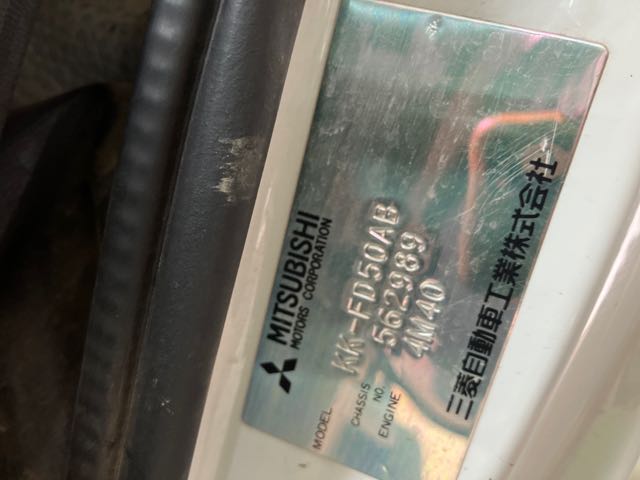 MITSUBISHI
MOTORS CORPORATION
MODEL KK-FD50AB
CHASSIS NO. 562989
ENGINE 4M40
三菱自動車工業株式会社